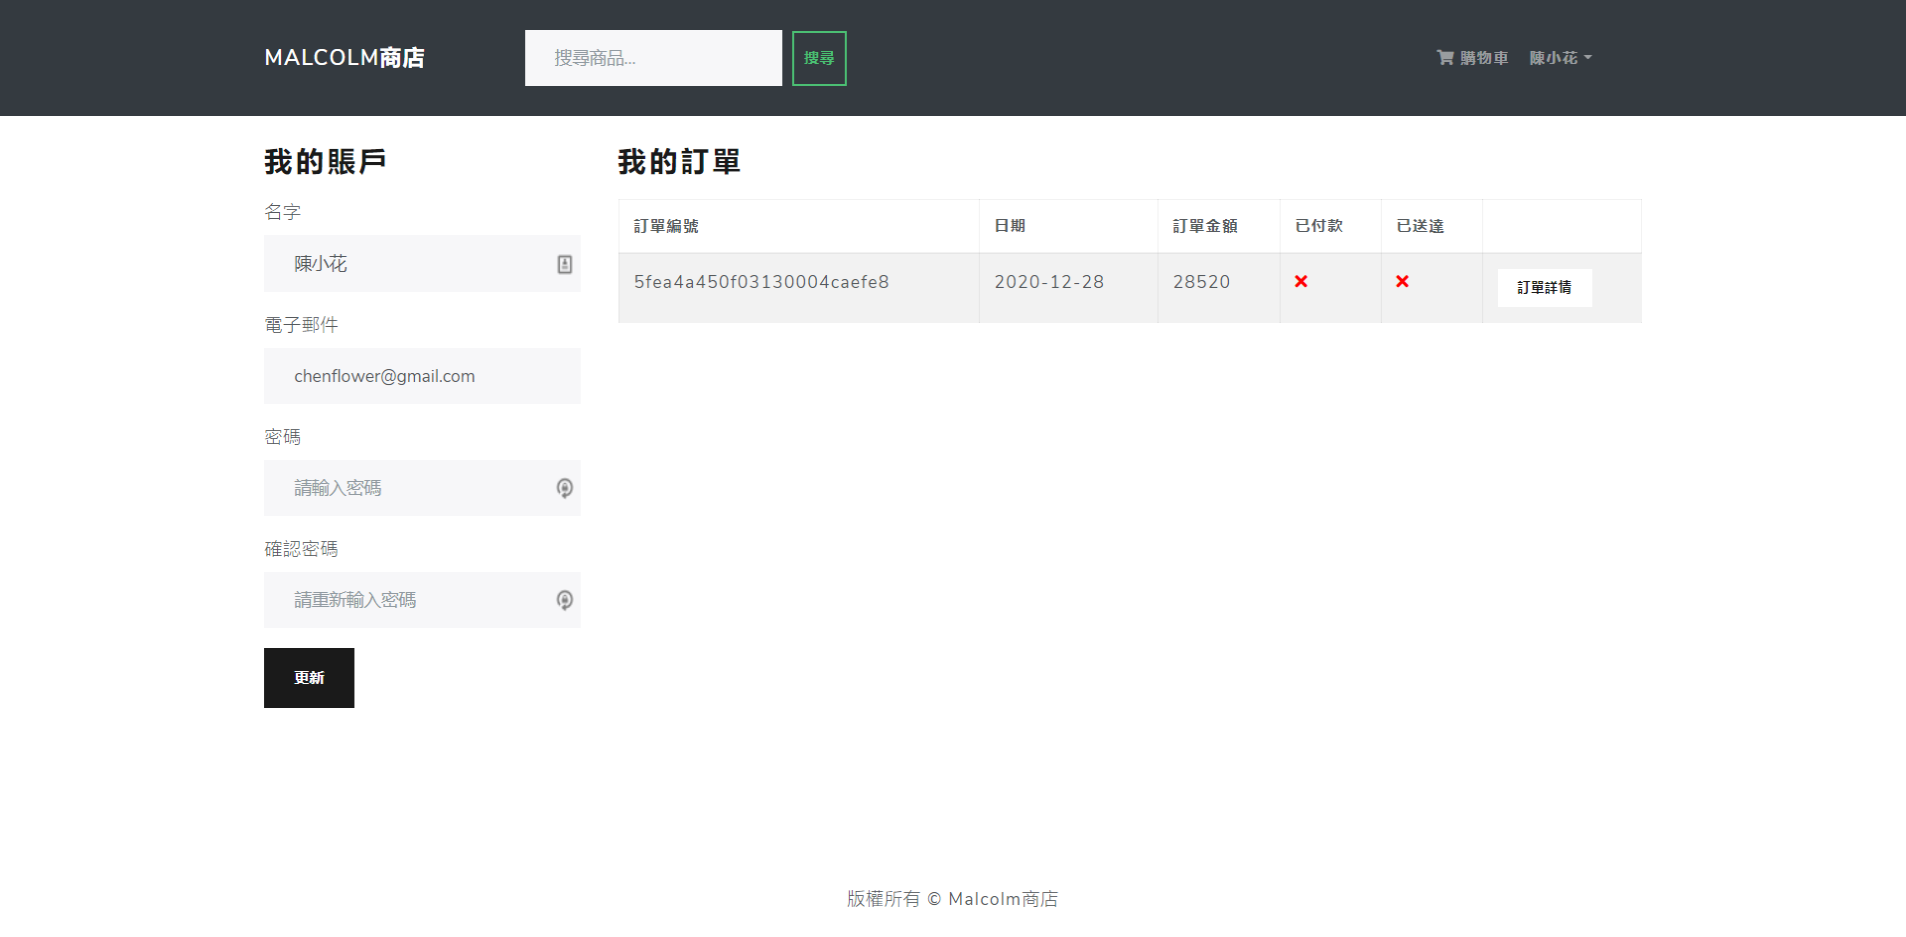 MALCOLM商店
搜尋商品...
搜尋
購物車
陳小花
我的賬戶
名字
陳小花
電子郵件
chenflower@gmail.com
密碼
請輸入密碼
確認密碼
請重新輸入密碼
更新
我的訂單
訂單編號 日期 訂單金額 已付款 已送達
5fea4a450f03130004caefe8 2020-12-28 28520 訂單詳情
版權所有 © Malcolm商店